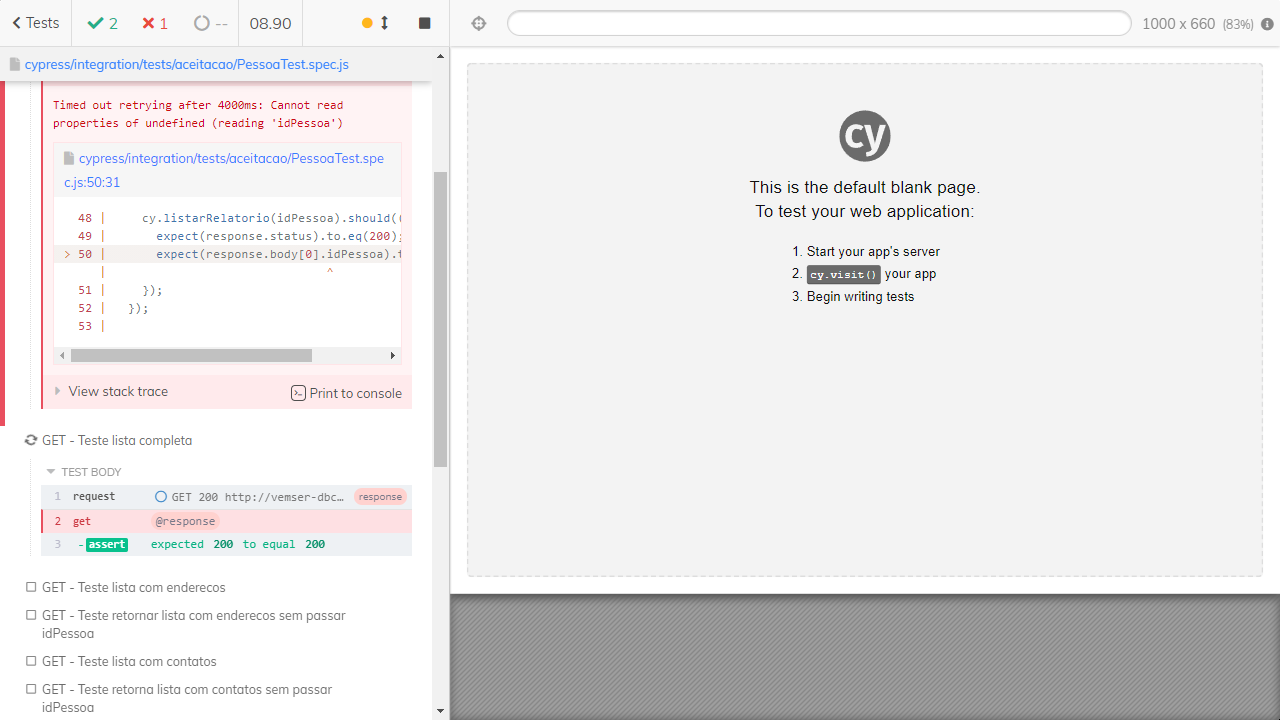 Tests 2 1 -- 08.90
1000 x 660 (83%)
cypress/integration/tests/aceitacao/PessoaTest.spec.js
Timed out retrying after 4000ms: Cannot read
properties of undefined (reading 'idPessoa')
cypress/integration/tests/aceitacao/PessoaTest.spe
c.js:50:31
48 | cy.listarRelatorio(idPessoa).should((
49 | expect(response.status).to.eq(200);
> 50 | expect(response.body[0].idPessoa).t
| ^
51 | });
52 | });
53 |
View stack trace
Print to console
GET - Teste lista completa
TEST BODY
1 request GET 200 http://vemser-dbc... response
2 get @response
3 -assert expected 200 to equal 200
GET - Teste lista com enderecos
GET - Teste retornar lista com enderecos sem passar
idPessoa
GET - Teste lista com contatos
GET - Teste retorna lista com contatos sem passar
idPessoa
cy
This is the default blank page.
To test your web application:
1. Start your app's server
2. cy.visit() your app
3. Begin writing tests